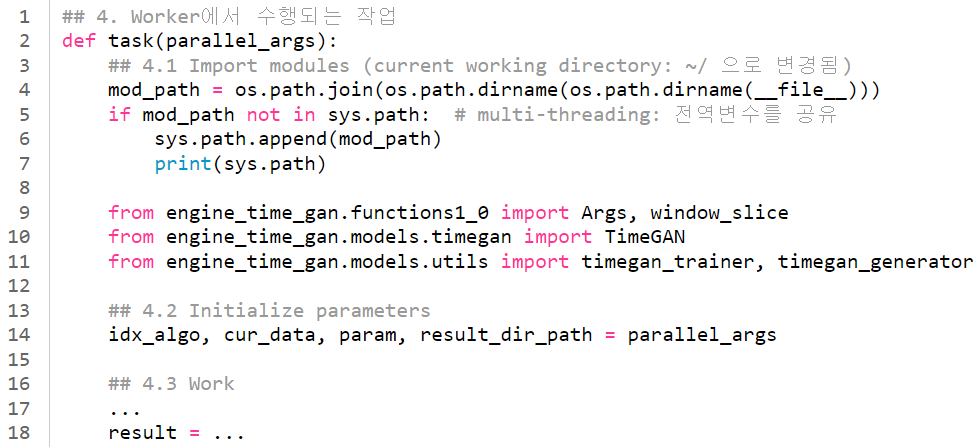 1 ## 4. Worker에서 수행되는 작업
2 def task(parallel_args):
3     ## 4.1 Import modules (current working directory: ~/ 으로 변경됨)
4     mod_path = os.path.join(os.path.dirname(os.path.dirname(__file__)))
5     if mod_path not in sys.path:  # multi-threading: 전역변수를 공유
6         sys.path.append(mod_path)
7         print(sys.path)
8
9     from engine_time_gan.functions1_0 import Args, window_slice
10     from engine_time_gan.models.timegan import TimeGAN
11     from engine_time_gan.models.utils import timegan_trainer, timegan_generator
12
13     ## 4.2 Initialize parameters
14     idx_algo, cur_data, param, result_dir_path = parallel_args
15
16     ## 4.3 Work
17     ...
18     result = ...